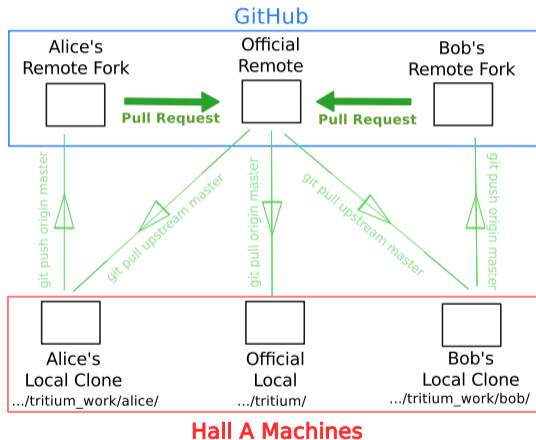 GitHub
Alice's
Remote Fork
Official
Remote
Bob's
Remote Fork
Pull Request
Pull Request
git push origin master
git pull upstream master
git pull origin master
git pull upstream master
git push origin master
Alice's
Local Clone
.../tritium_work/alice/
Official
Local
.../tritium/
Bob's
Local Clone
.../tritium_work/bob/
Hall A Machines